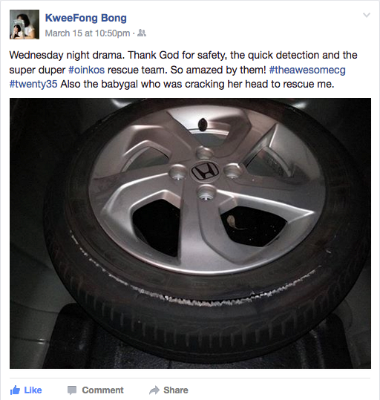 KweeFong Bong
March 15 at 10:50pm ·
Wednesday night drama. Thank God for safety, the quick detection and the
super duper #oinkos rescue team. So amazed by them! #theawesomecg
#twenty35 Also the babygal who was cracking her head to rescue me.
Like Comment Share